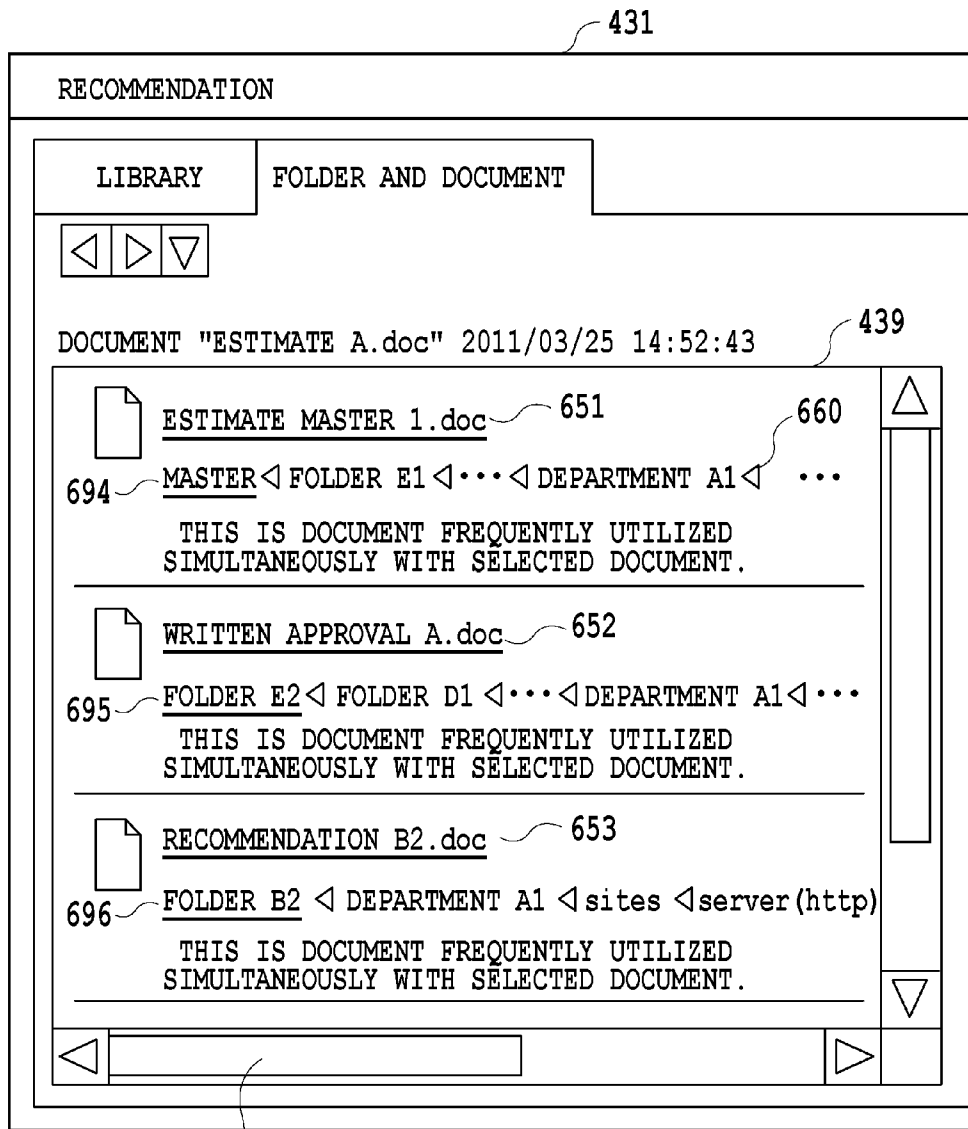 431
RECOMMENDATION
LIBRARY FOLDER AND DOCUMENT
DOCUMENT "ESTIMATE A.doc" 2011/03/25 14:52:43
439
ESTIMATE MASTER 1.doc 651
660
694 MASTER ◁ FOLDER E1 ◁ ··· ◁ DEPARTMENT A1 ◁ ···
THIS IS DOCUMENT FREQUENTLY UTILIZED
SIMULTANEOUSLY WITH SELECTED DOCUMENT.
WRITTEN APPROVAL A.doc 652
695 FOLDER E2 ◁ FOLDER D1 ◁ ··· ◁ DEPARTMENT A1 ◁ ···
THIS IS DOCUMENT FREQUENTLY UTILIZED
SIMULTANEOUSLY WITH SELECTED DOCUMENT.
RECOMMENDATION B2.doc 653
696 FOLDER B2 ◁ DEPARTMENT A1 ◁ sites ◁ server(http)
THIS IS DOCUMENT FREQUENTLY UTILIZED
SIMULTANEOUSLY WITH SELECTED DOCUMENT.